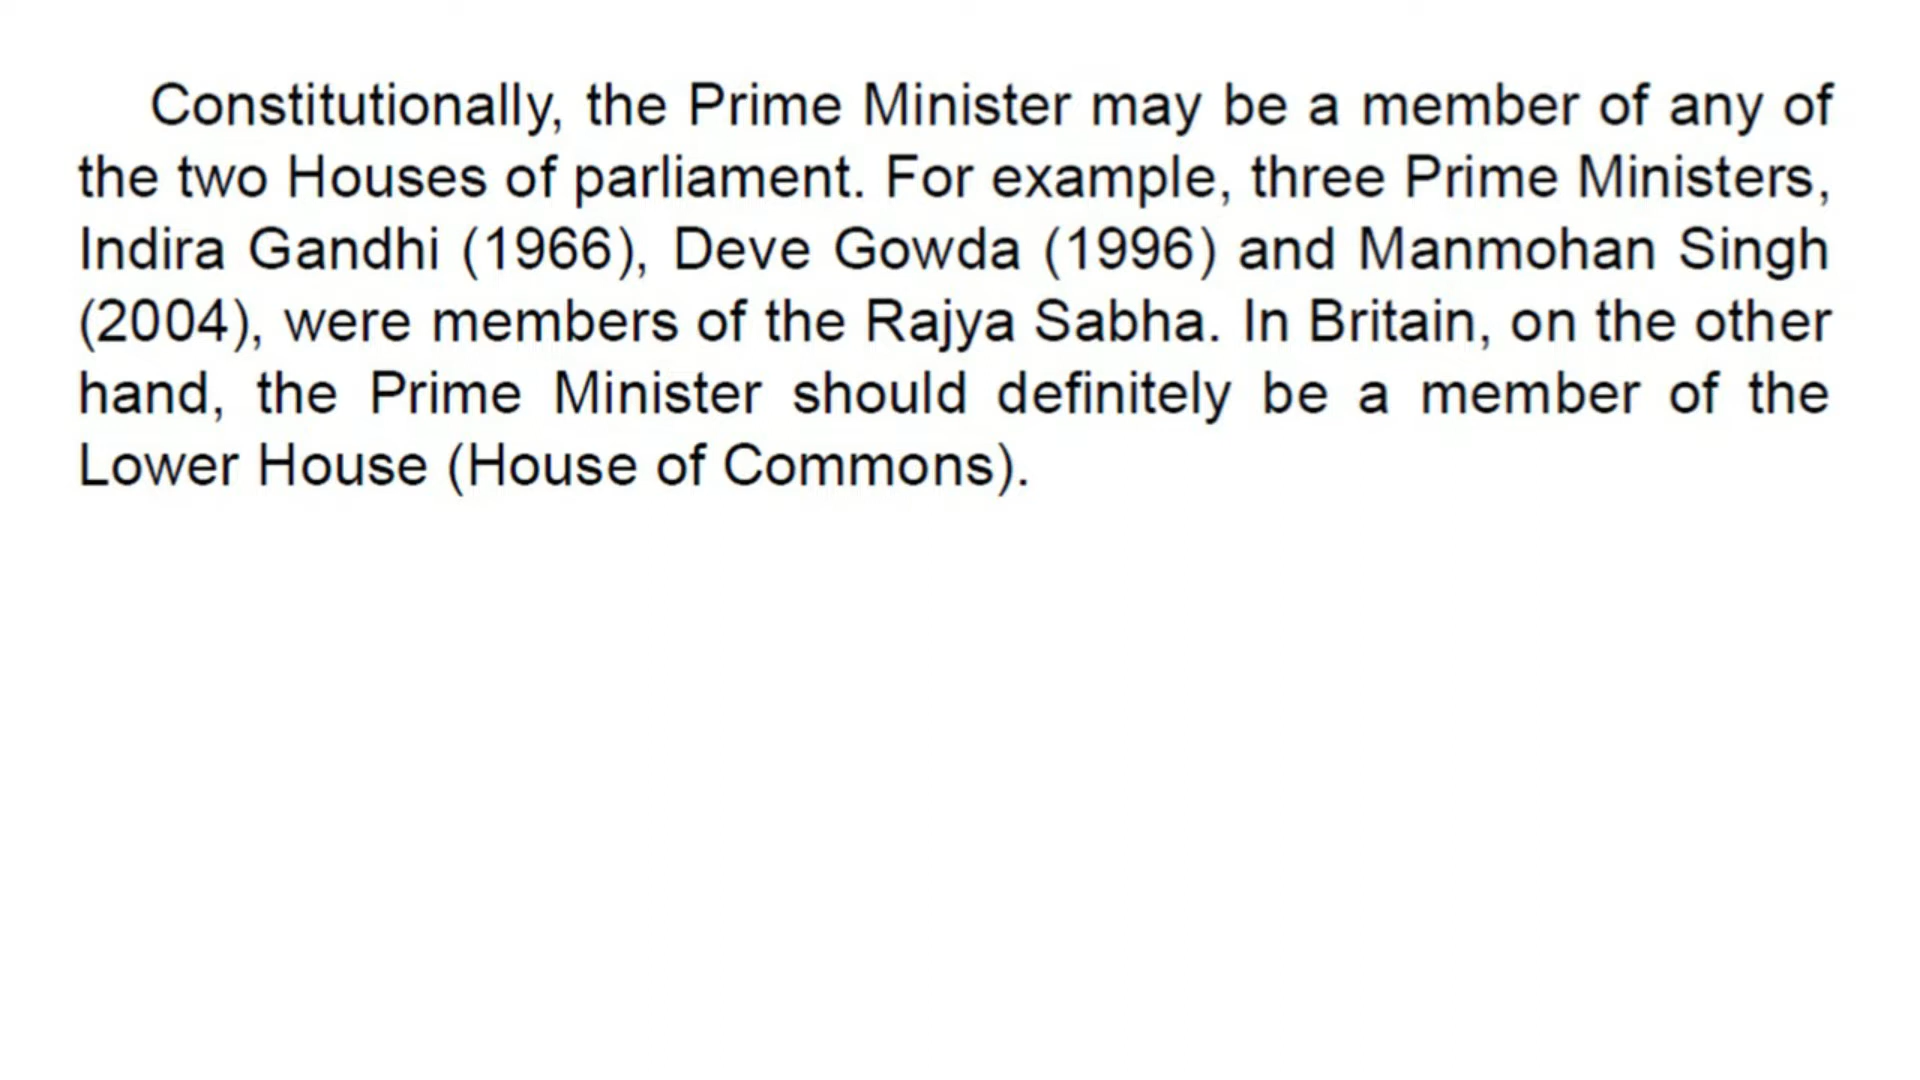 Constitutionally, the Prime Minister may be a member of any of
the two Houses of parliament. For example, three Prime Ministers,
Indira Gandhi (1966), Deve Gowda (1996) and Manmohan Singh
(2004), were members of the Rajya Sabha. In Britain, on the other
hand, the Prime Minister should definitely be a member of the
Lower House (House of Commons).